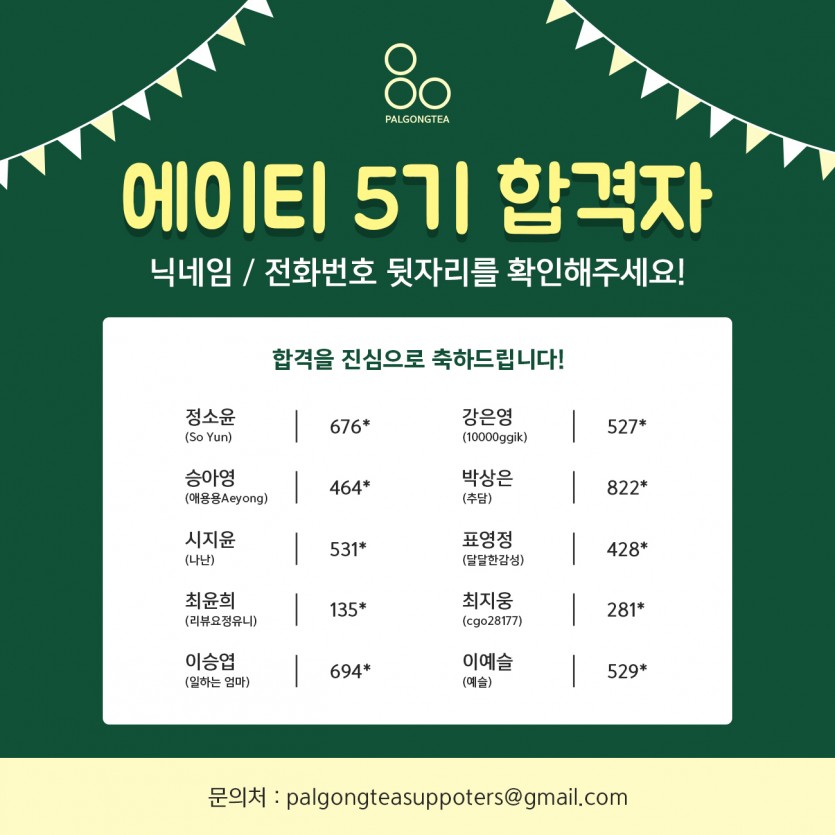 PALGONGTEA
에이티 5기 합격자
닉네임 / 전화번호 뒷자리를 확인해주세요!
합격을 진심으로 축하드립니다!
정소윤
(So Yun)
676*
강은영
(10000ggik)
527*
승아영
(애용용Aeyong)
464*
박상은
(추담)
822*
시지윤
(나난)
531*
표영정
(달달한감성)
428*
최윤희
(리뷰요정유니)
135*
최지웅
(cgo28177)
281*
이승엽
(일하는 엄마)
694*
이예슬
(예슬)
529*
문의처 : palgongteasuppoters@gmail.com